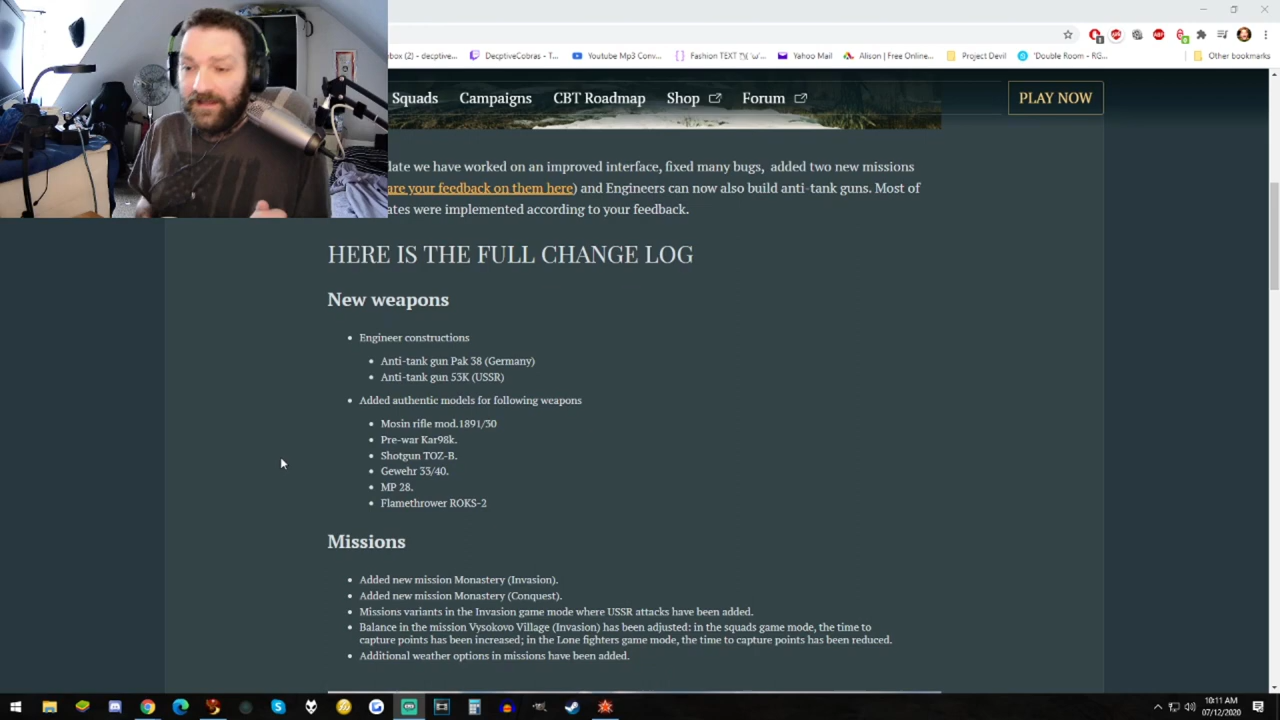 nbox (2) - decptive...
DecptiveCobras - T...
Youtube Mp3 Conv...
Yahoo Mail
Alison | Free Online...
Project Devil
Other bookmarks
Squads
Campaigns
CBT Roadmap
Shop
Forum
PLAY NOW
date we have worked on an improved interface, fixed many bugs, added two new missions
are your feedback on them here) and Engineers can now also build anti-tank guns. Most of
ates were implemented according to your feedback.
HERE IS THE FULL CHANGE LOG
New weapons
Engineer constructions
Anti-tank gun Pak 38 (Germany)
Anti-tank gun 53K (USSR)
Added authentic models for following weapons
Mosin rifle mod.1891/30
Pre-war Kar98k.
Shotgun TOZ-B.
Gewehr 33/40.
MP 28.
Flamethrower ROKS-2
Missions
Added new mission Monastery (Invasion).
Added new mission Monastery (Conquest).
Missions variants in the Invasion game mode where USSR attacks have been added.
Balance in the mission Vysokovo Village (Invasion) has been adjusted: in the squads game mode, the time to
capture points has been increased; in the Lone fighters game mode, the time to capture points has been reduced.
Additional weather options in missions have been added.
10:11 AM
07/12/2020